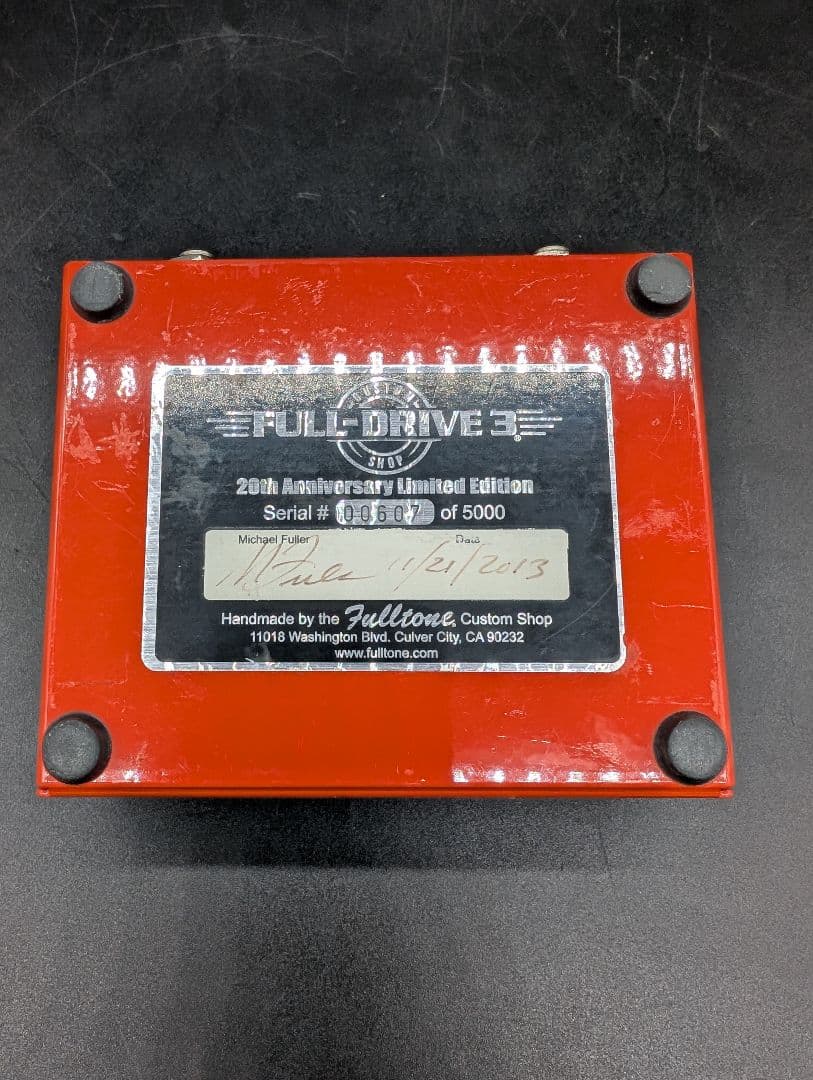 CUSTOM
FULL-DRIVE 3®
SHOP
20th Anniversary Limited Edition
Serial # 00607 of 5000
Michael Fuller Date
M Fuller 11/21/2013
Handmade by the Fulltone® Custom Shop
11018 Washington Blvd. Culver City, CA 90232
www.fulltone.com